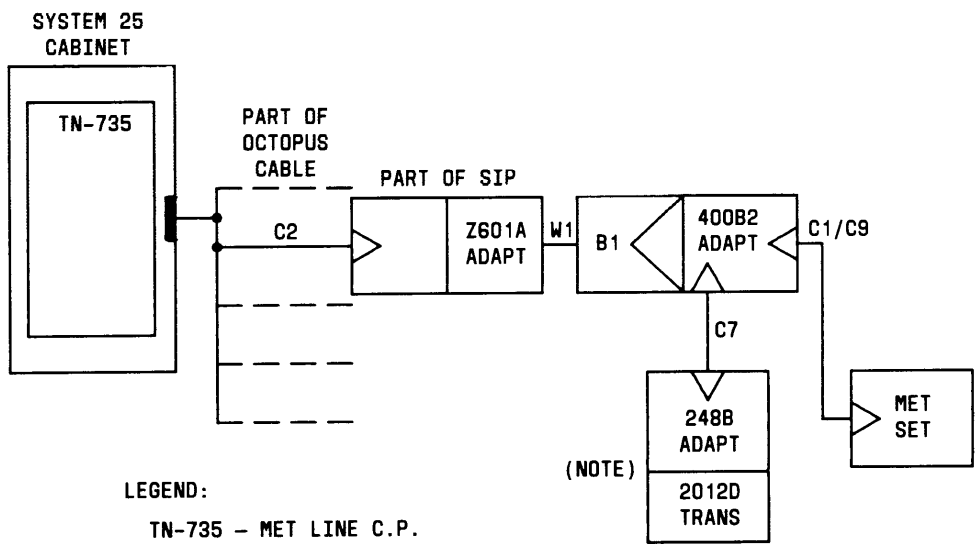 SYSTEM 25
CABINET
TN-735
PART OF
OCTOPUS
CABLE
PART OF SIP
C2
Z601A
ADAPT
W1
B1
400B2
ADAPT
C1/C9
C7
248B
ADAPT
(NOTE)
2012D
TRANS
MET
SET
LEGEND:
TN-735 – MET LINE C.P.